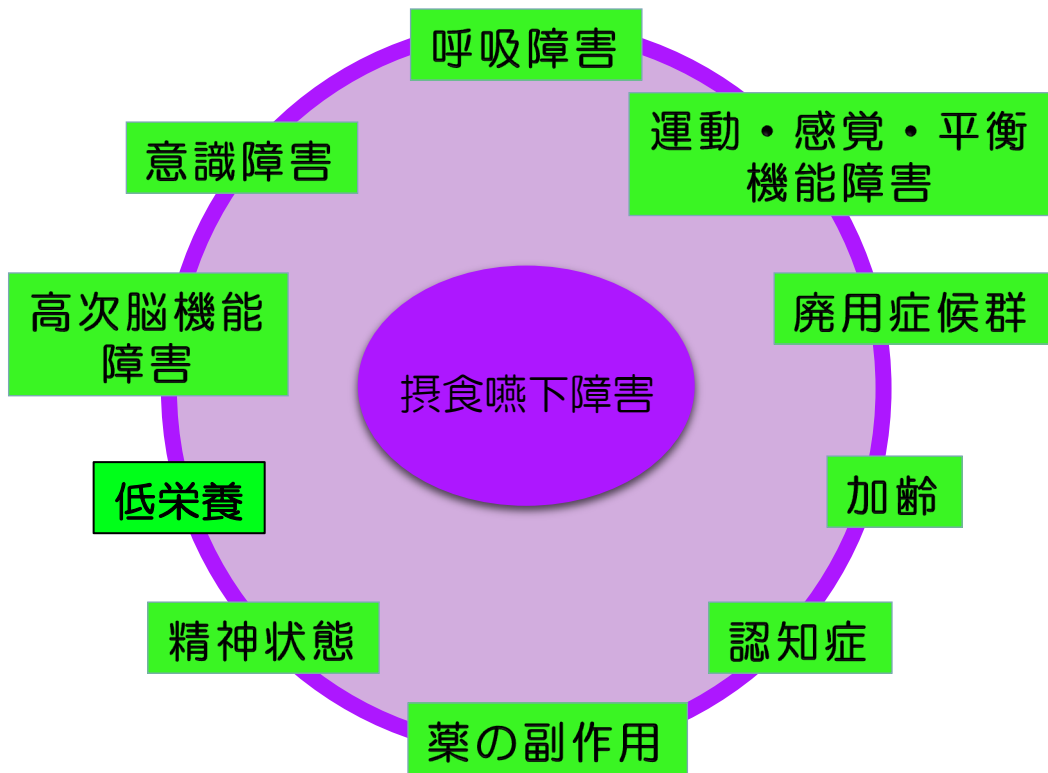 呼吸障害
運動・感覚・平衡
機能障害
意識障害
高次脳機能
障害
廃用症候群
摂食嚥下障害
低栄養
加齢
精神状態
認知症
薬の副作用